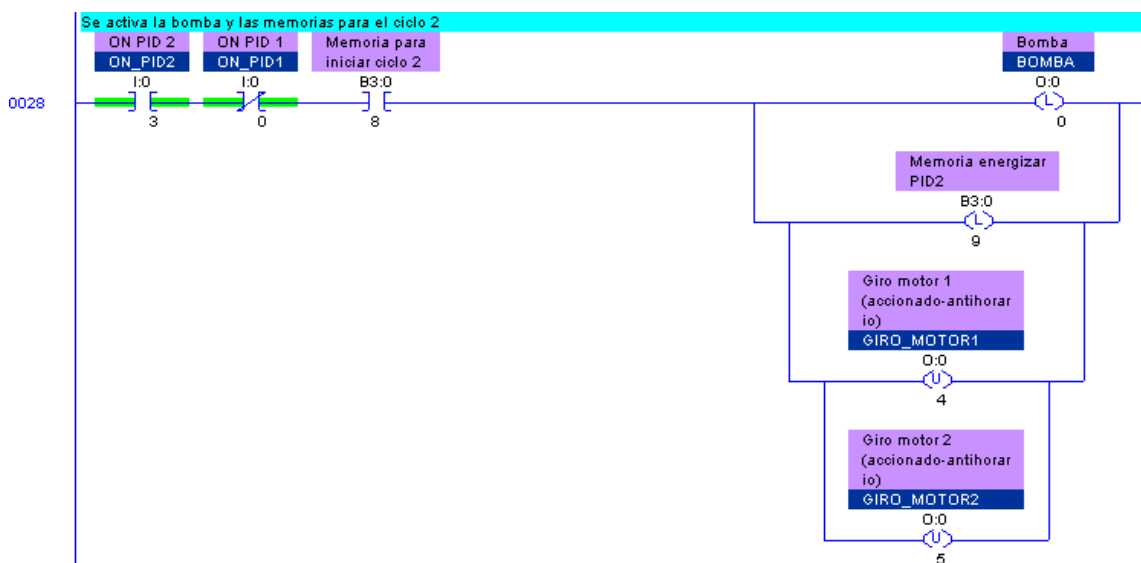 Se activa la bomba y las memorias para el ciclo 2
ON PID 2
ON_PID2
I:0
3
ON PID 1
ON_PID1
I:0
0
Memoria para
iniciar ciclo 2
B3:0
8
Bomba
BOMBA
O:0
L
0
0028
Memoria energizar
PID2
B3:0
L
9
Giro motor 1
(accionado-antihorar
io)
GIRO_MOTOR1
O:0
U
4
Giro motor 2
(accionado-antihorar
io)
GIRO_MOTOR2
O:0
U
5